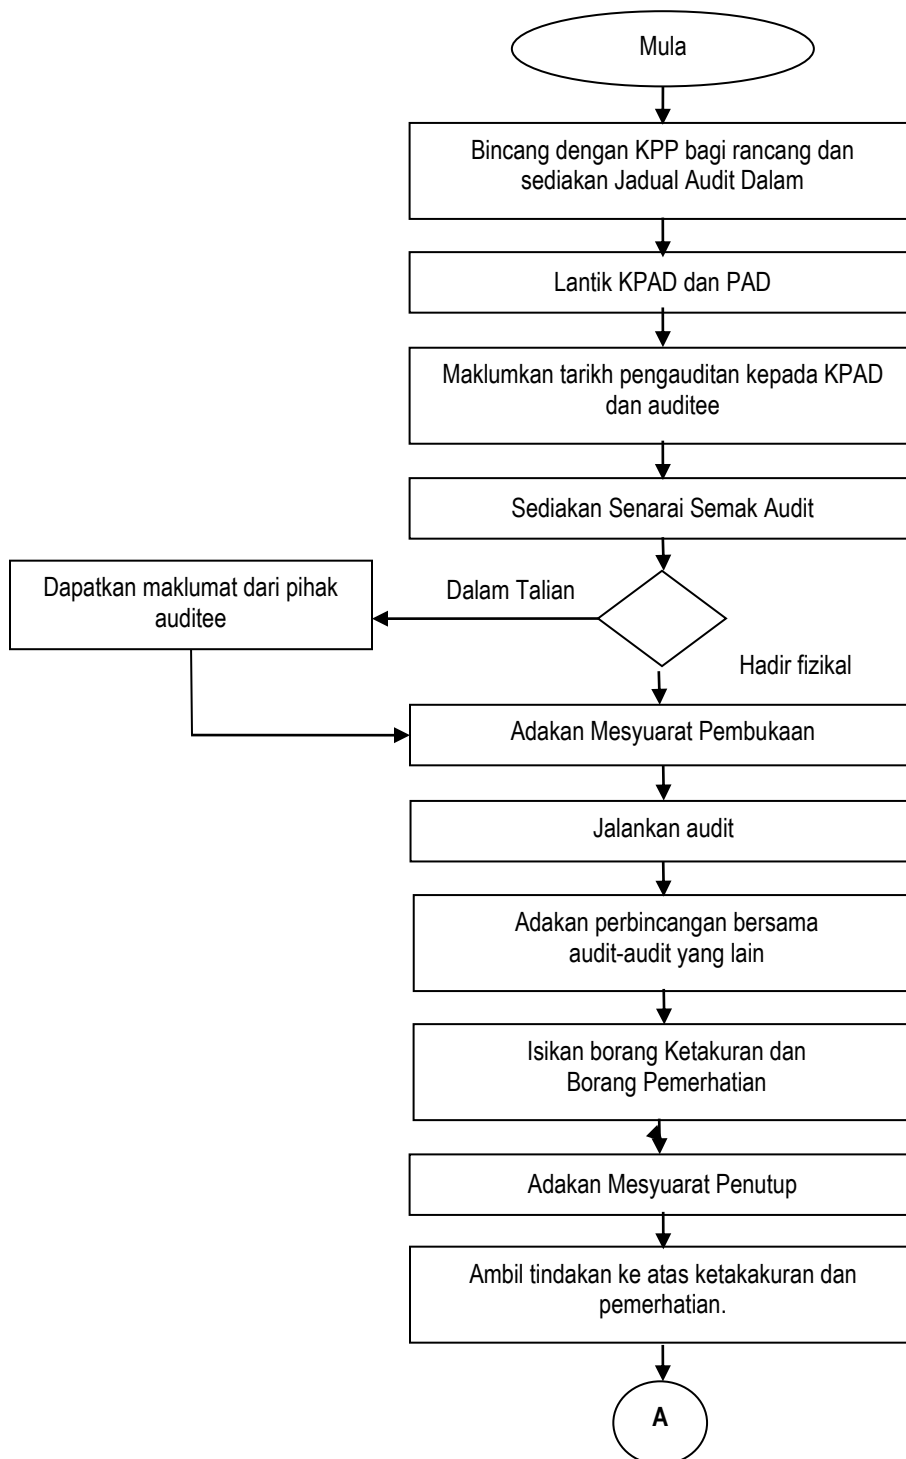 Mula
Bincang dengan KPP bagi rancang dan
sediakan Jadual Audit Dalam
Lantik KPAD dan PAD
Maklumkan tarikh pengauditan kepada KPAD
dan auditee
Sediakan Senarai Semak Audit
Dapatkan maklumat dari pihak
auditee
Dalam Talian
Hadir fizikal
Adakan Mesyuarat Pembukaan
Jalankan audit
Adakan perbincangan bersama
audit-audit yang lain
Isikan borang Ketakuran dan
Borang Pemerhatian
Adakan Mesyuarat Penutup
Ambil tindakan ke atas ketakakuran dan
pemerhatian.
A